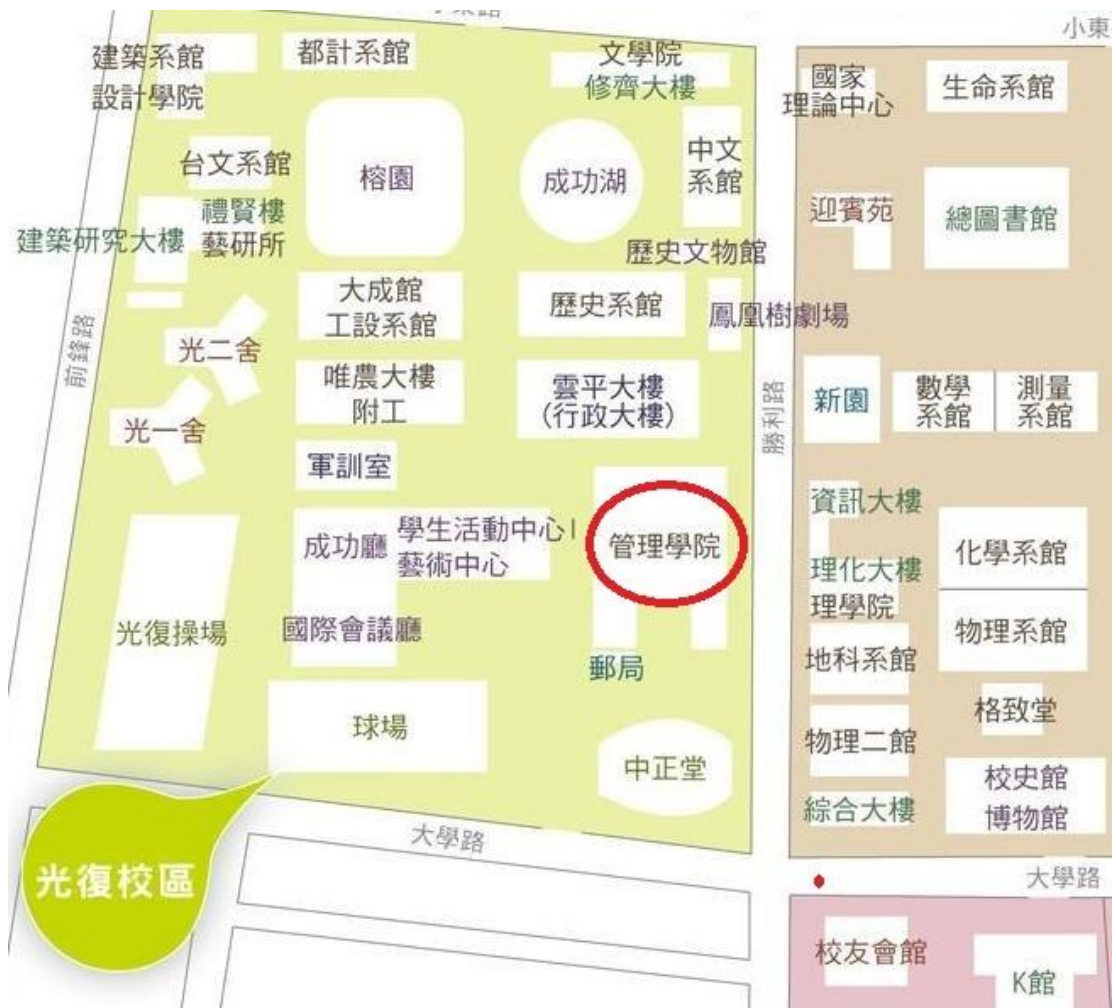 小東路
小東
建築系館
設計學院
都計系館
文學院
修齊大樓
國家
理論中心
生命系館
台文系館
榕園
成功湖
中文
系館
禮賢樓
藝研所
建築研究大樓
迎賓苑
總圖書館
歷史文物館
大成館
工設系館
歷史系館
鳳凰樹劇場
前鋒路
光二舍
唯農大樓
附工
雲平大樓
(行政大樓)
勝利路
新園
數學
系館
測量
系館
光一舍
軍訓室
資訊大樓
成功廳
學生活動中心I
藝術中心
管理學院
化學系館
理化大樓
理學院
光復操場
國際會議廳
物理系館
郵局
地科系館
格致堂
球場
中正堂
物理二館
校史館
博物館
綜合大樓
大學路
光復校區
大學路
校友會館
K館